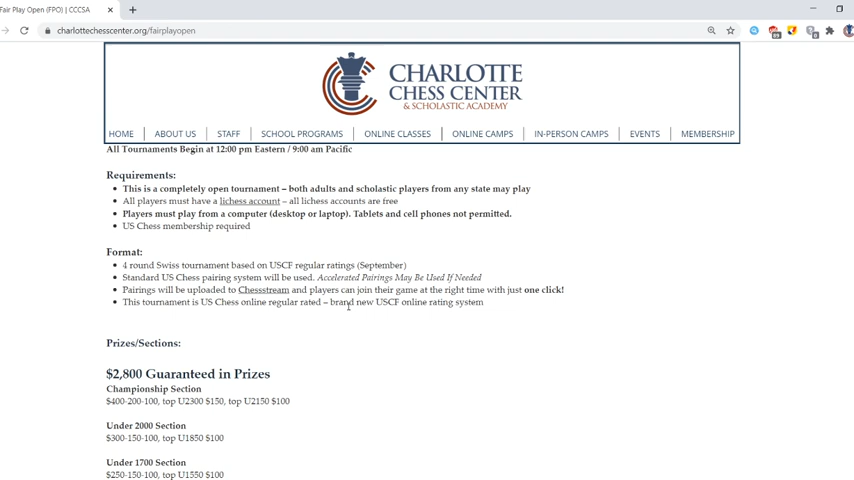 Fair Play Open (FPO) | CCCSA
charlottechesscenter.org/fairplayopen
89
0
CHARLOTTE
CHESS CENTER
& SCHOLASTIC ACADEMY
HOME ABOUT US STAFF SCHOOL PROGRAMS ONLINE CLASSES ONLINE CAMPS IN-PERSON CAMPS EVENTS MEMBERSHIP
All Tournaments Begin at 12:00 pm Eastern / 9:00 am Pacific
Requirements:
• This is a completely open tournament – both adults and scholastic players from any state may play
• All players must have a lichess account – all lichess accounts are free
• Players must play from a computer (desktop or laptop). Tablets and cell phones not permitted.
• US Chess membership required
Format:
• 4 round Swiss tournament based on USCF regular ratings (September)
• Standard US Chess pairing system will be used. Accelerated Pairings May Be Used If Needed
• Pairings will be uploaded to Chessstream and players can join their game at the right time with just one click!
• This tournament is US Chess online regular rated – brand new USCF online rating system
Prizes/Sections:
$2,800 Guaranteed in Prizes
Championship Section
$400-200-100, top U2300 $150, top U2150 $100
Under 2000 Section
$300-150-100, top U1850 $100
Under 1700 Section
$250-150-100, top U1550 $100